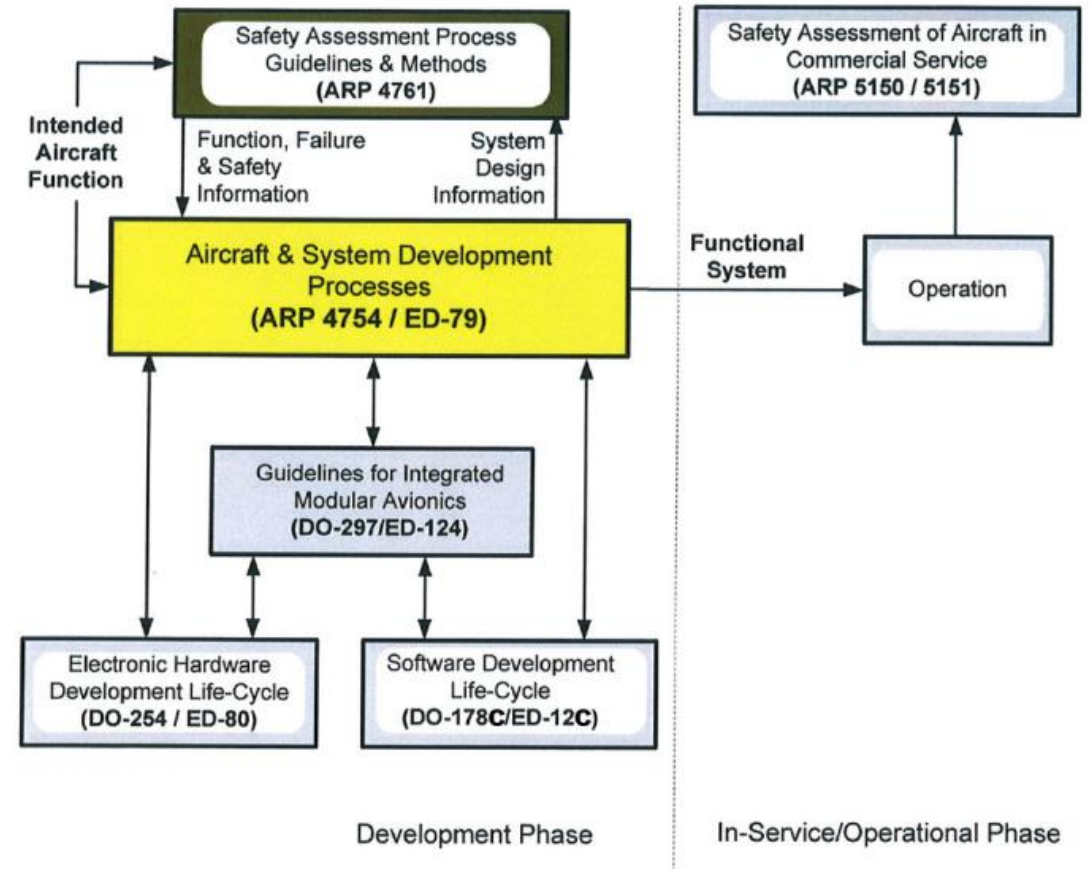 Safety Assessment Process
Guidelines & Methods
(ARP 4761)
Safety Assessment of Aircraft in
Commercial Service
(ARP 5150 / 5151)
Intended
Aircraft
Function
Function, Failure
& Safety
Information
System
Design
Information
Aircraft & System Development
Processes
(ARP 4754 / ED-79)
Functional
System
Operation
Guidelines for Integrated
Modular Avionics
(DO-297/ED-124)
Electronic Hardware
Development Life-Cycle
(DO-254 / ED-80)
Software Development
Life-Cycle
(DO-178C/ED-12C)
Development Phase
In-Service/Operational Phase